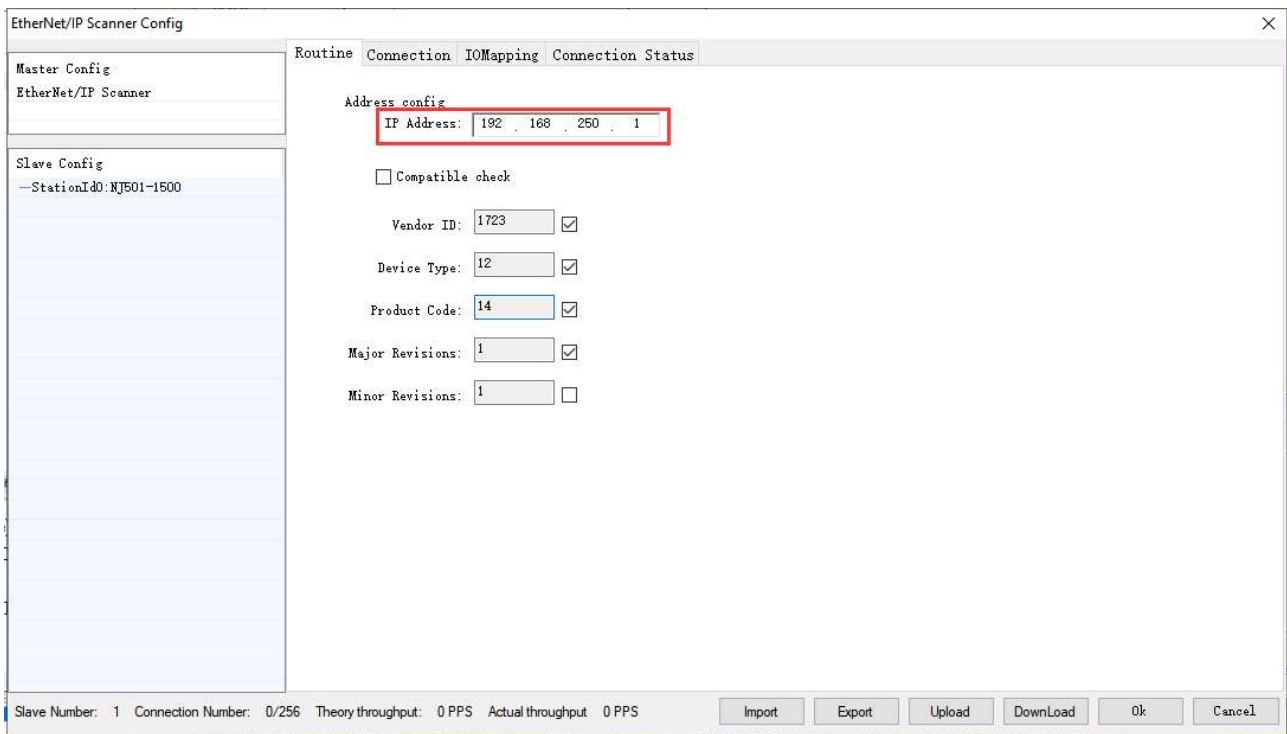 EtherNet/IP Scanner Config
Master Config
EtherNet/IP Scanner
Slave Config
StationId0:NJ501-1500
Routine Connection IOMapping Connection Status
Address config
IP Address: 192 . 168 . 250 . 1
Compatible check
Vendor ID: 1723
Device Type: 12
Product Code: 14
Major Revisions: 1
Minor Revisions: 1
Slave Number: 1 Connection Number: 0/256 Theory throughput: 0 PPS Actual throughput 0 PPS Import Export Upload DownLoad Ok Cancel